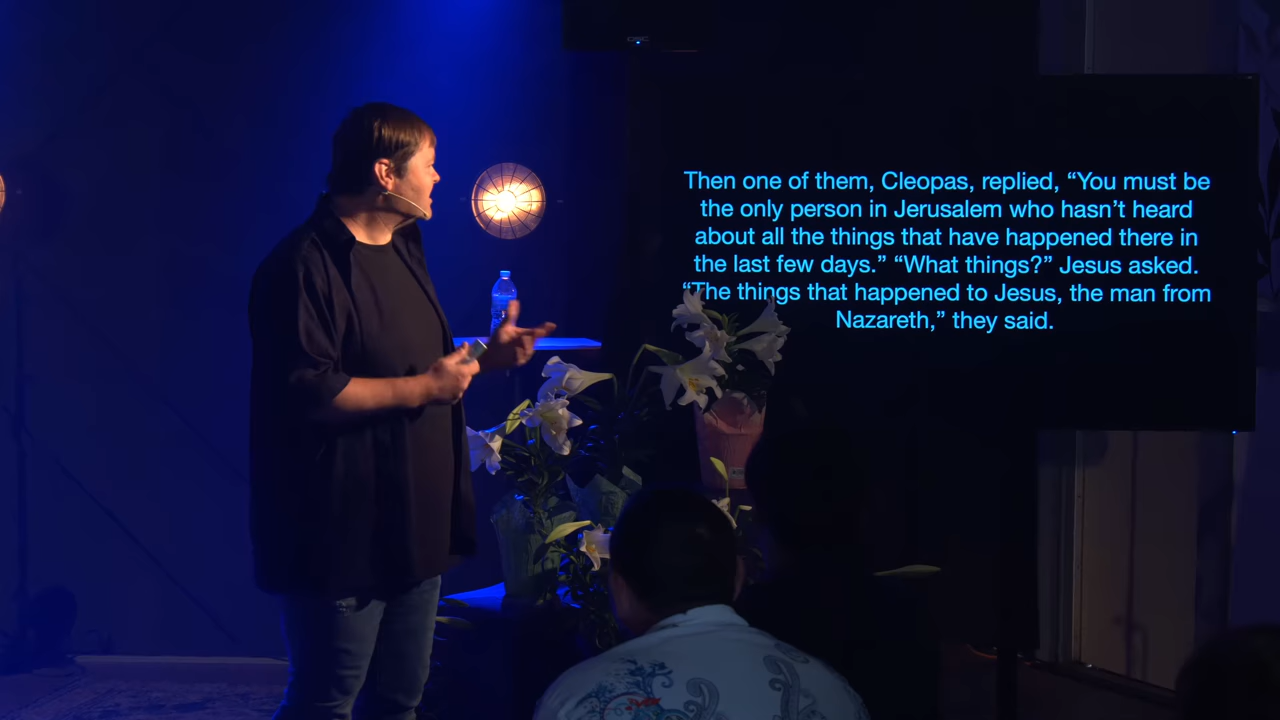 Then one of them, Cleopas, replied, “You must be
the only person in Jerusalem who hasn’t heard
about all the things that have happened there in
the last few days.” “What things?” Jesus asked.
“The things that happened to Jesus, the man from
Nazareth,” they said.